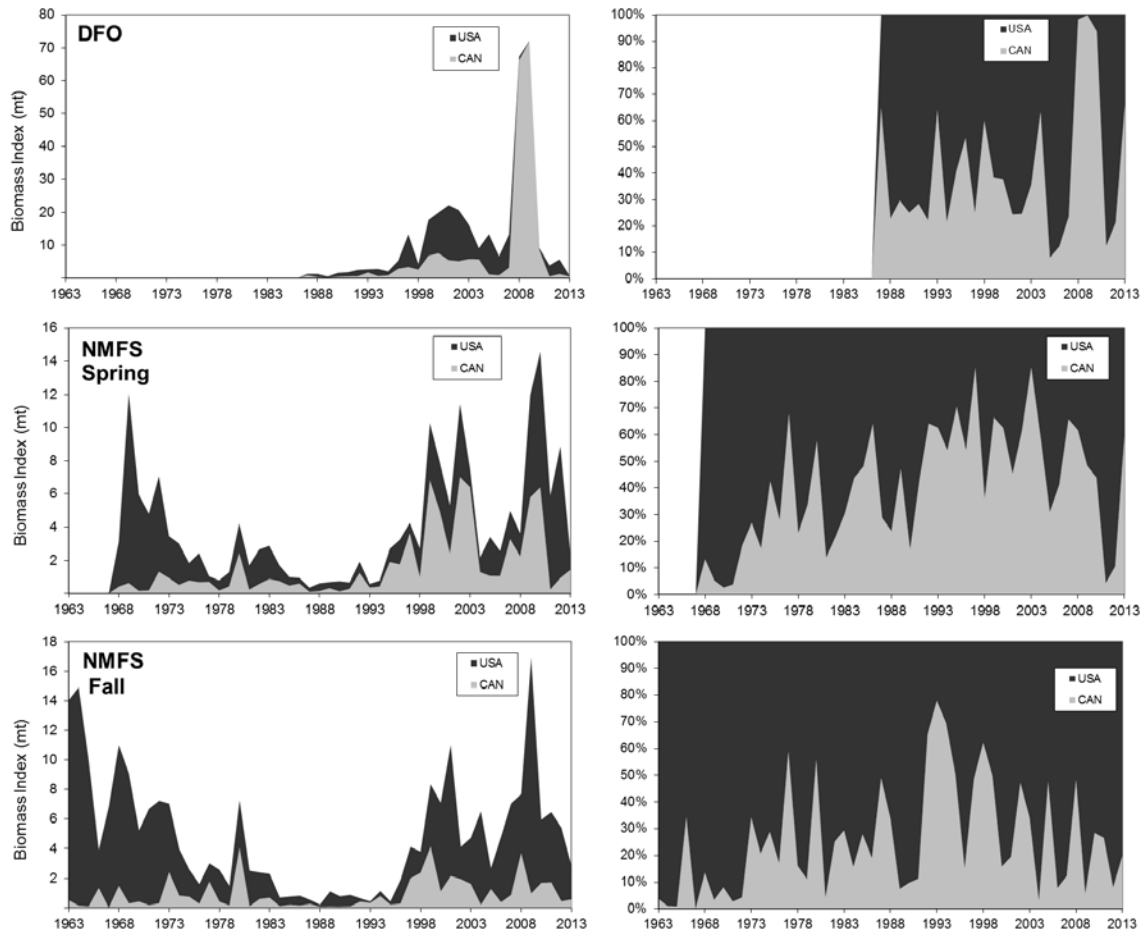 DFO
USA
CAN
Biomass Index (mt)
80
70
60
50
40
30
20
10
1963 1968 1973 1978 1983 1988 1993 1998 2003 2008 2013
USA
CAN
100%
90%
80%
70%
60%
50%
40%
30%
20%
10%
0%
1963 1968 1973 1978 1983 1988 1993 1998 2003 2008 2013
NMFS
Spring
USA
CAN
Biomass Index (mt)
16
14
12
10
8
6
4
2
1963 1968 1973 1978 1983 1988 1993 1998 2003 2008 2013
USA
CAN
100%
90%
80%
70%
60%
50%
40%
30%
20%
10%
0%
1963 1968 1973 1978 1983 1988 1993 1998 2003 2008 2013
NMFS
Fall
USA
CAN
Biomass Index (mt)
18
16
14
12
10
8
6
4
2
1963 1968 1973 1978 1983 1988 1993 1998 2003 2008 2013
USA
CAN
100%
90%
80%
70%
60%
50%
40%
30%
20%
10%
0%
1963 1968 1973 1978 1983 1988 1993 1998 2003 2008 2013